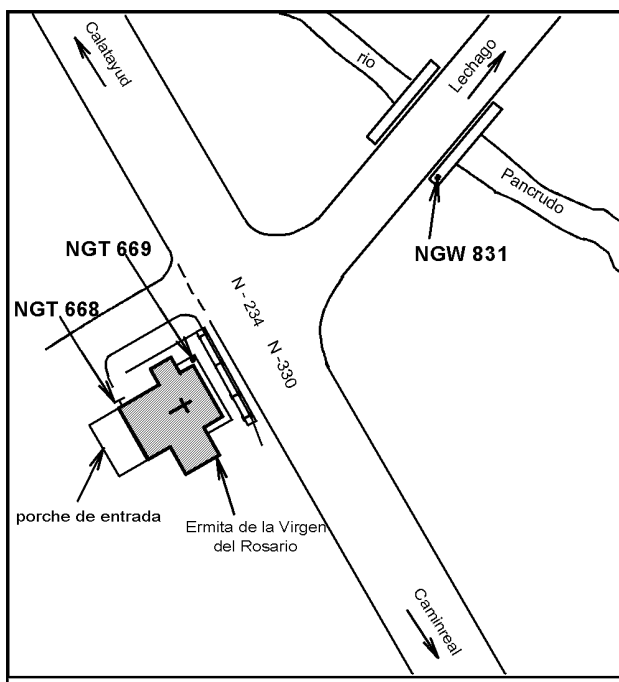 Calatayud
rio
Lechago
Pancrudo
NGW 831
NGT 669
NGT 668
N - 234
N -330
porche de entrada
Ermita de la Virgen
del Rosario
Caminreal